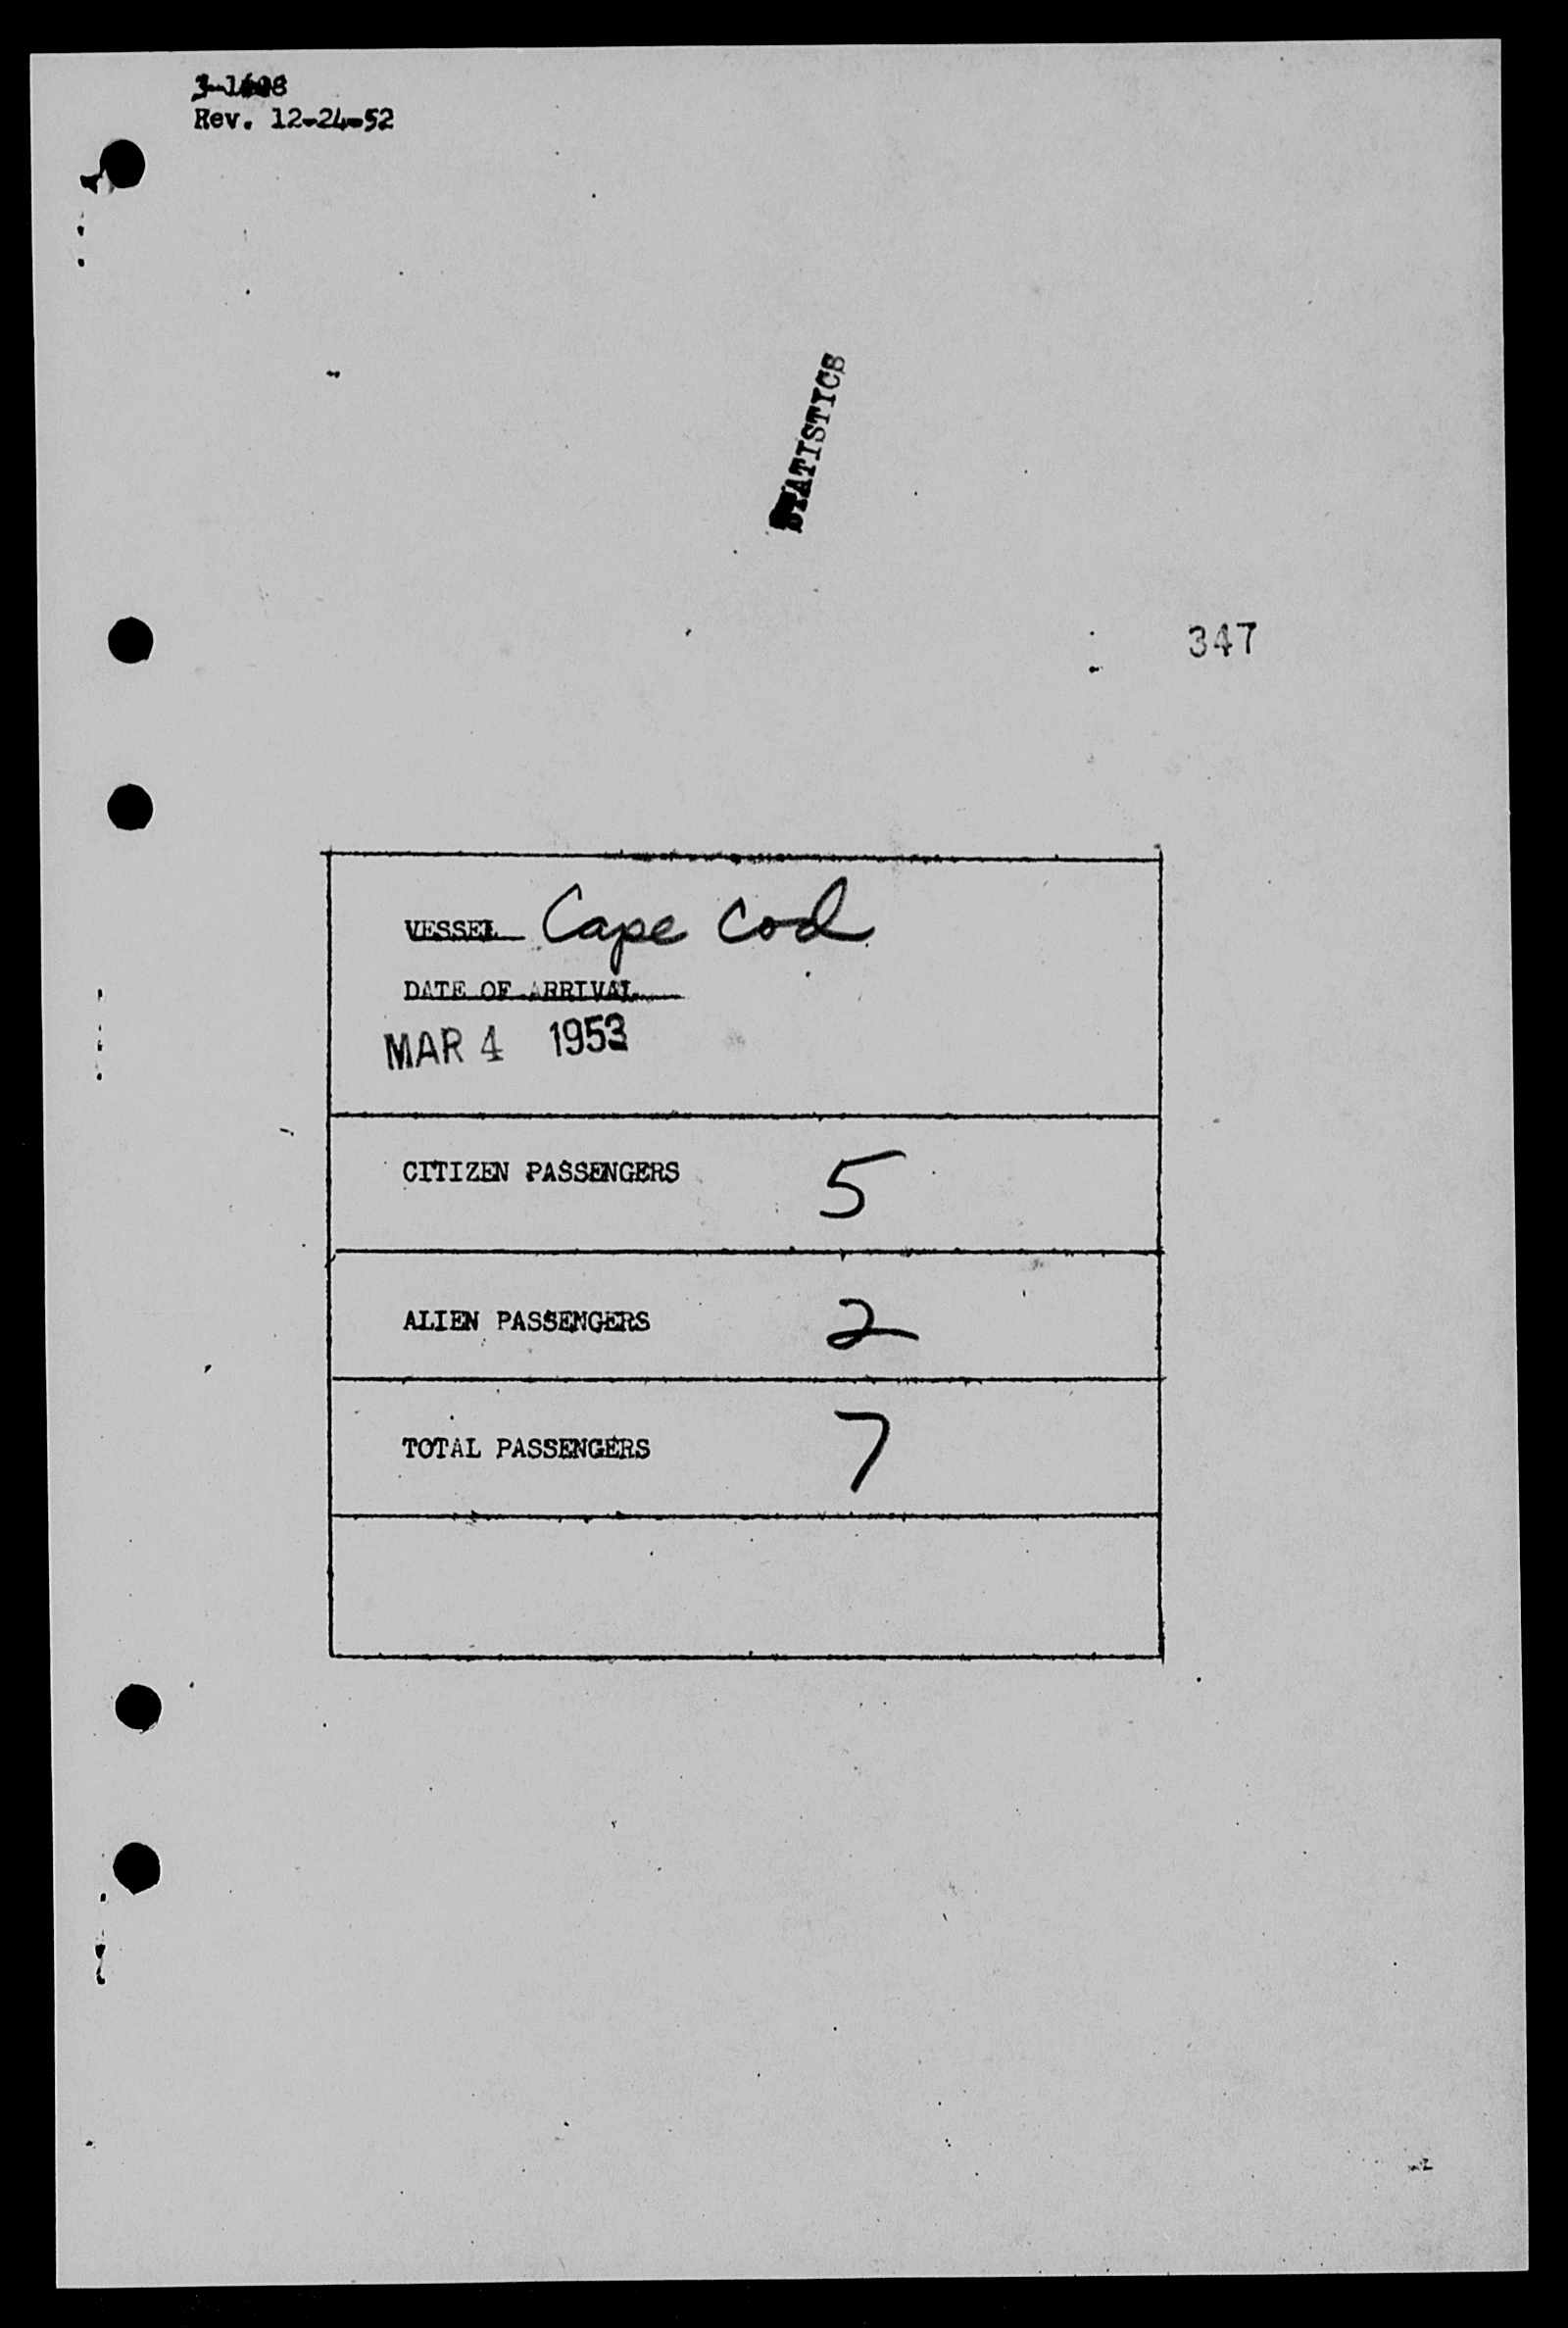 Rev. 12-24-52
STATISTICS
347
VESSEL Cape Cod
DATE OF ARRIVAL
MAR 4 1953
CITIZEN PASSENGERS 5
ALIEN PASSENGERS 2
TOTAL PASSENGERS 7